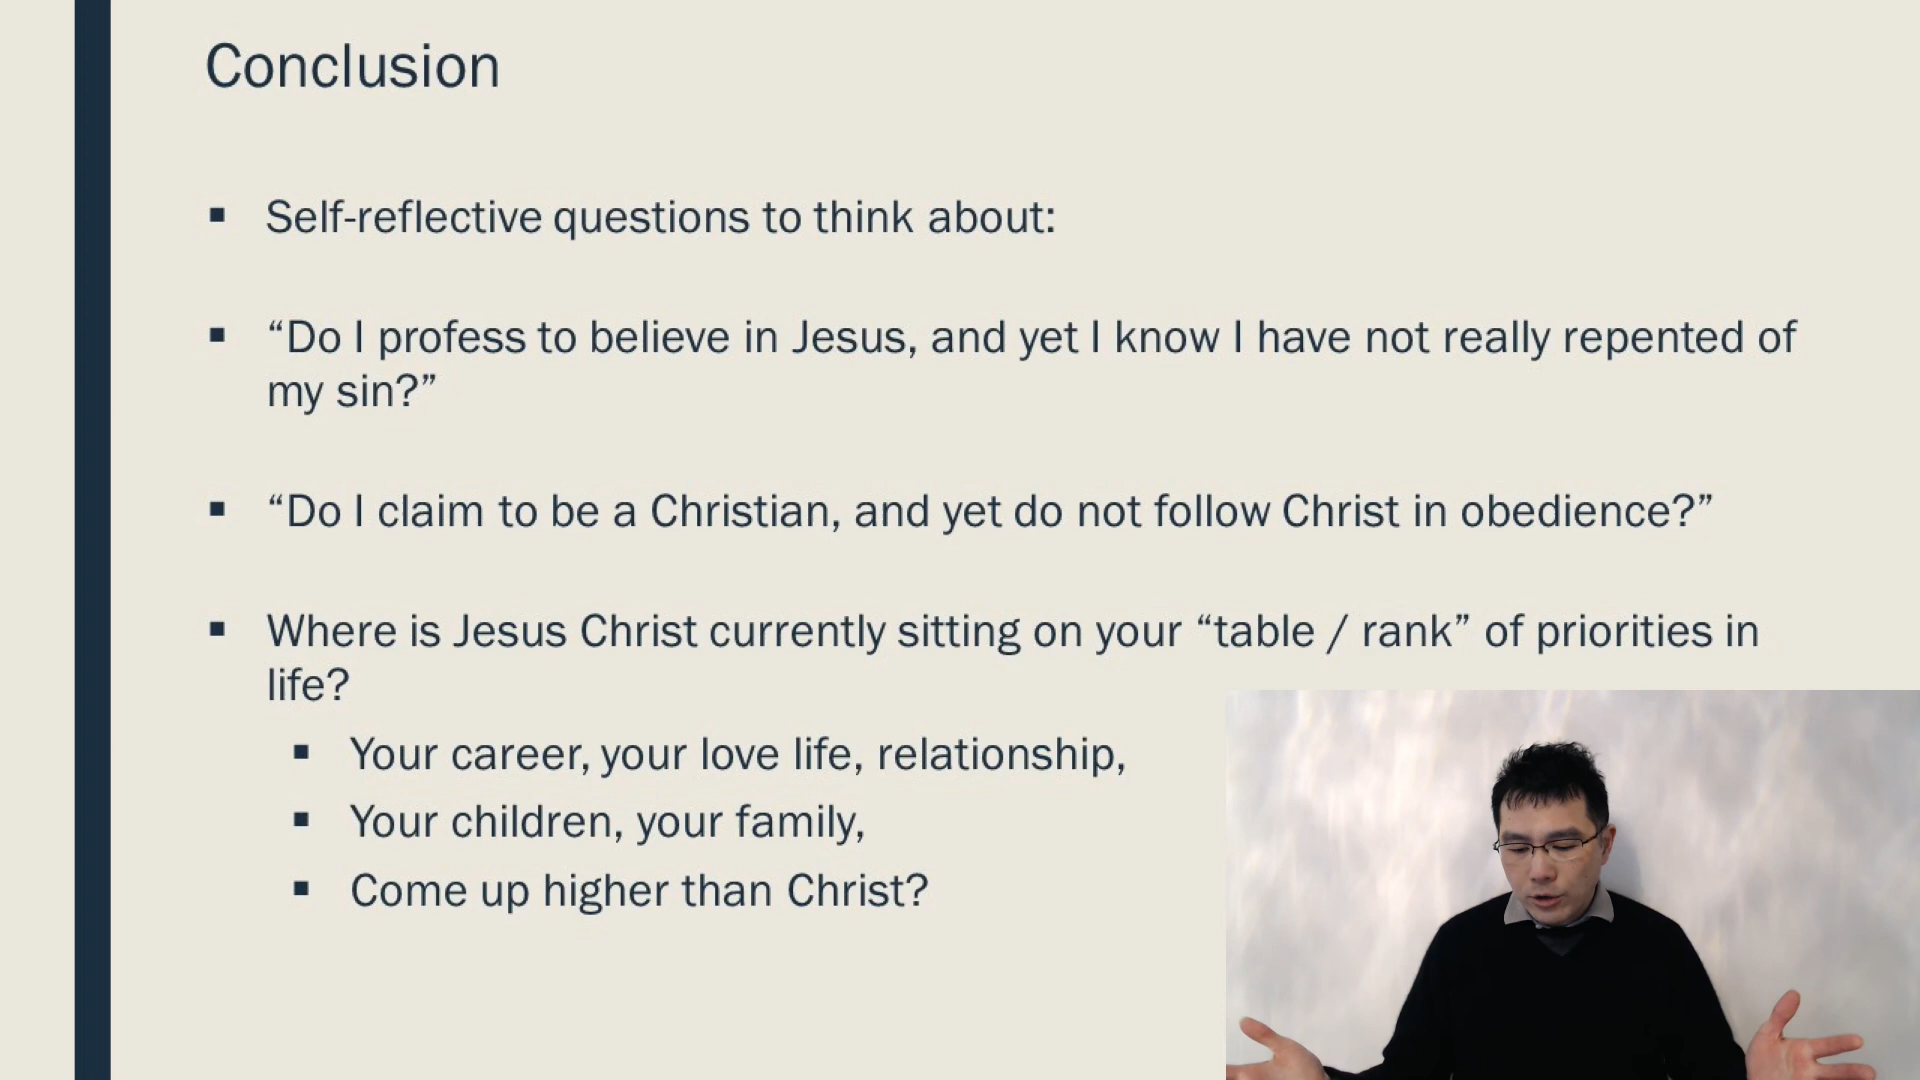 Conclusion
Self-reflective questions to think about:
“Do I profess to believe in Jesus, and yet I know I have not really repented of
my sin?”
“Do I claim to be a Christian, and yet do not follow Christ in obedience?”
Where is Jesus Christ currently sitting on your “table / rank” of priorities in
life?
Your career, your love life, relationship,
Your children, your family,
Come up higher than Christ?